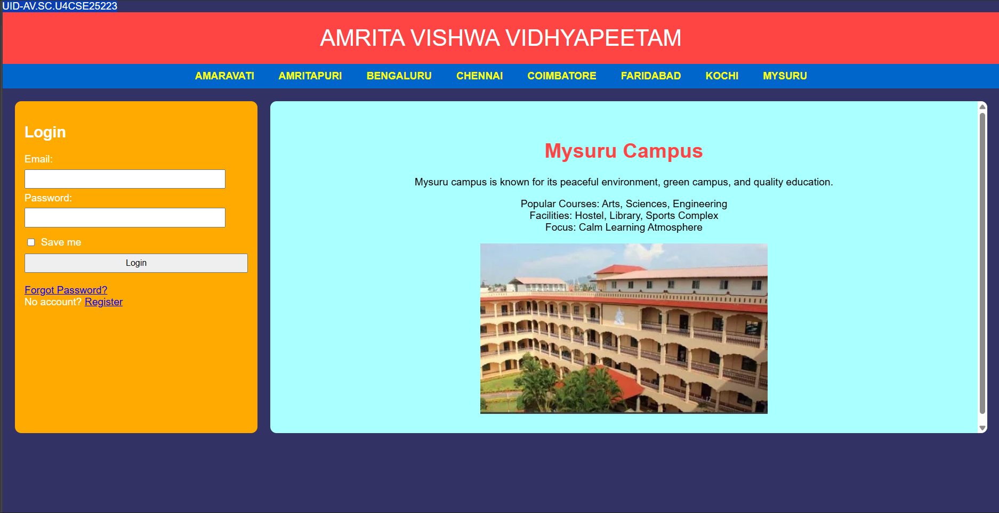 UID-AV.SC.U4CSE25223
AMRITA VISHWA VIDHYAPEETAM
AMARAVATI AMRITAPURI BENGALURU CHENNAI COIMBATORE FARIDABAD KOCHI MYSURU
Login
Email:
Password:
Save me
Login
Forgot Password?
No account? Register
Mysuru Campus
Mysuru campus is known for its peaceful environment, green campus, and quality education.
Popular Courses: Arts, Sciences, Engineering
Facilities: Hostel, Library, Sports Complex
Focus: Calm Learning Atmosphere